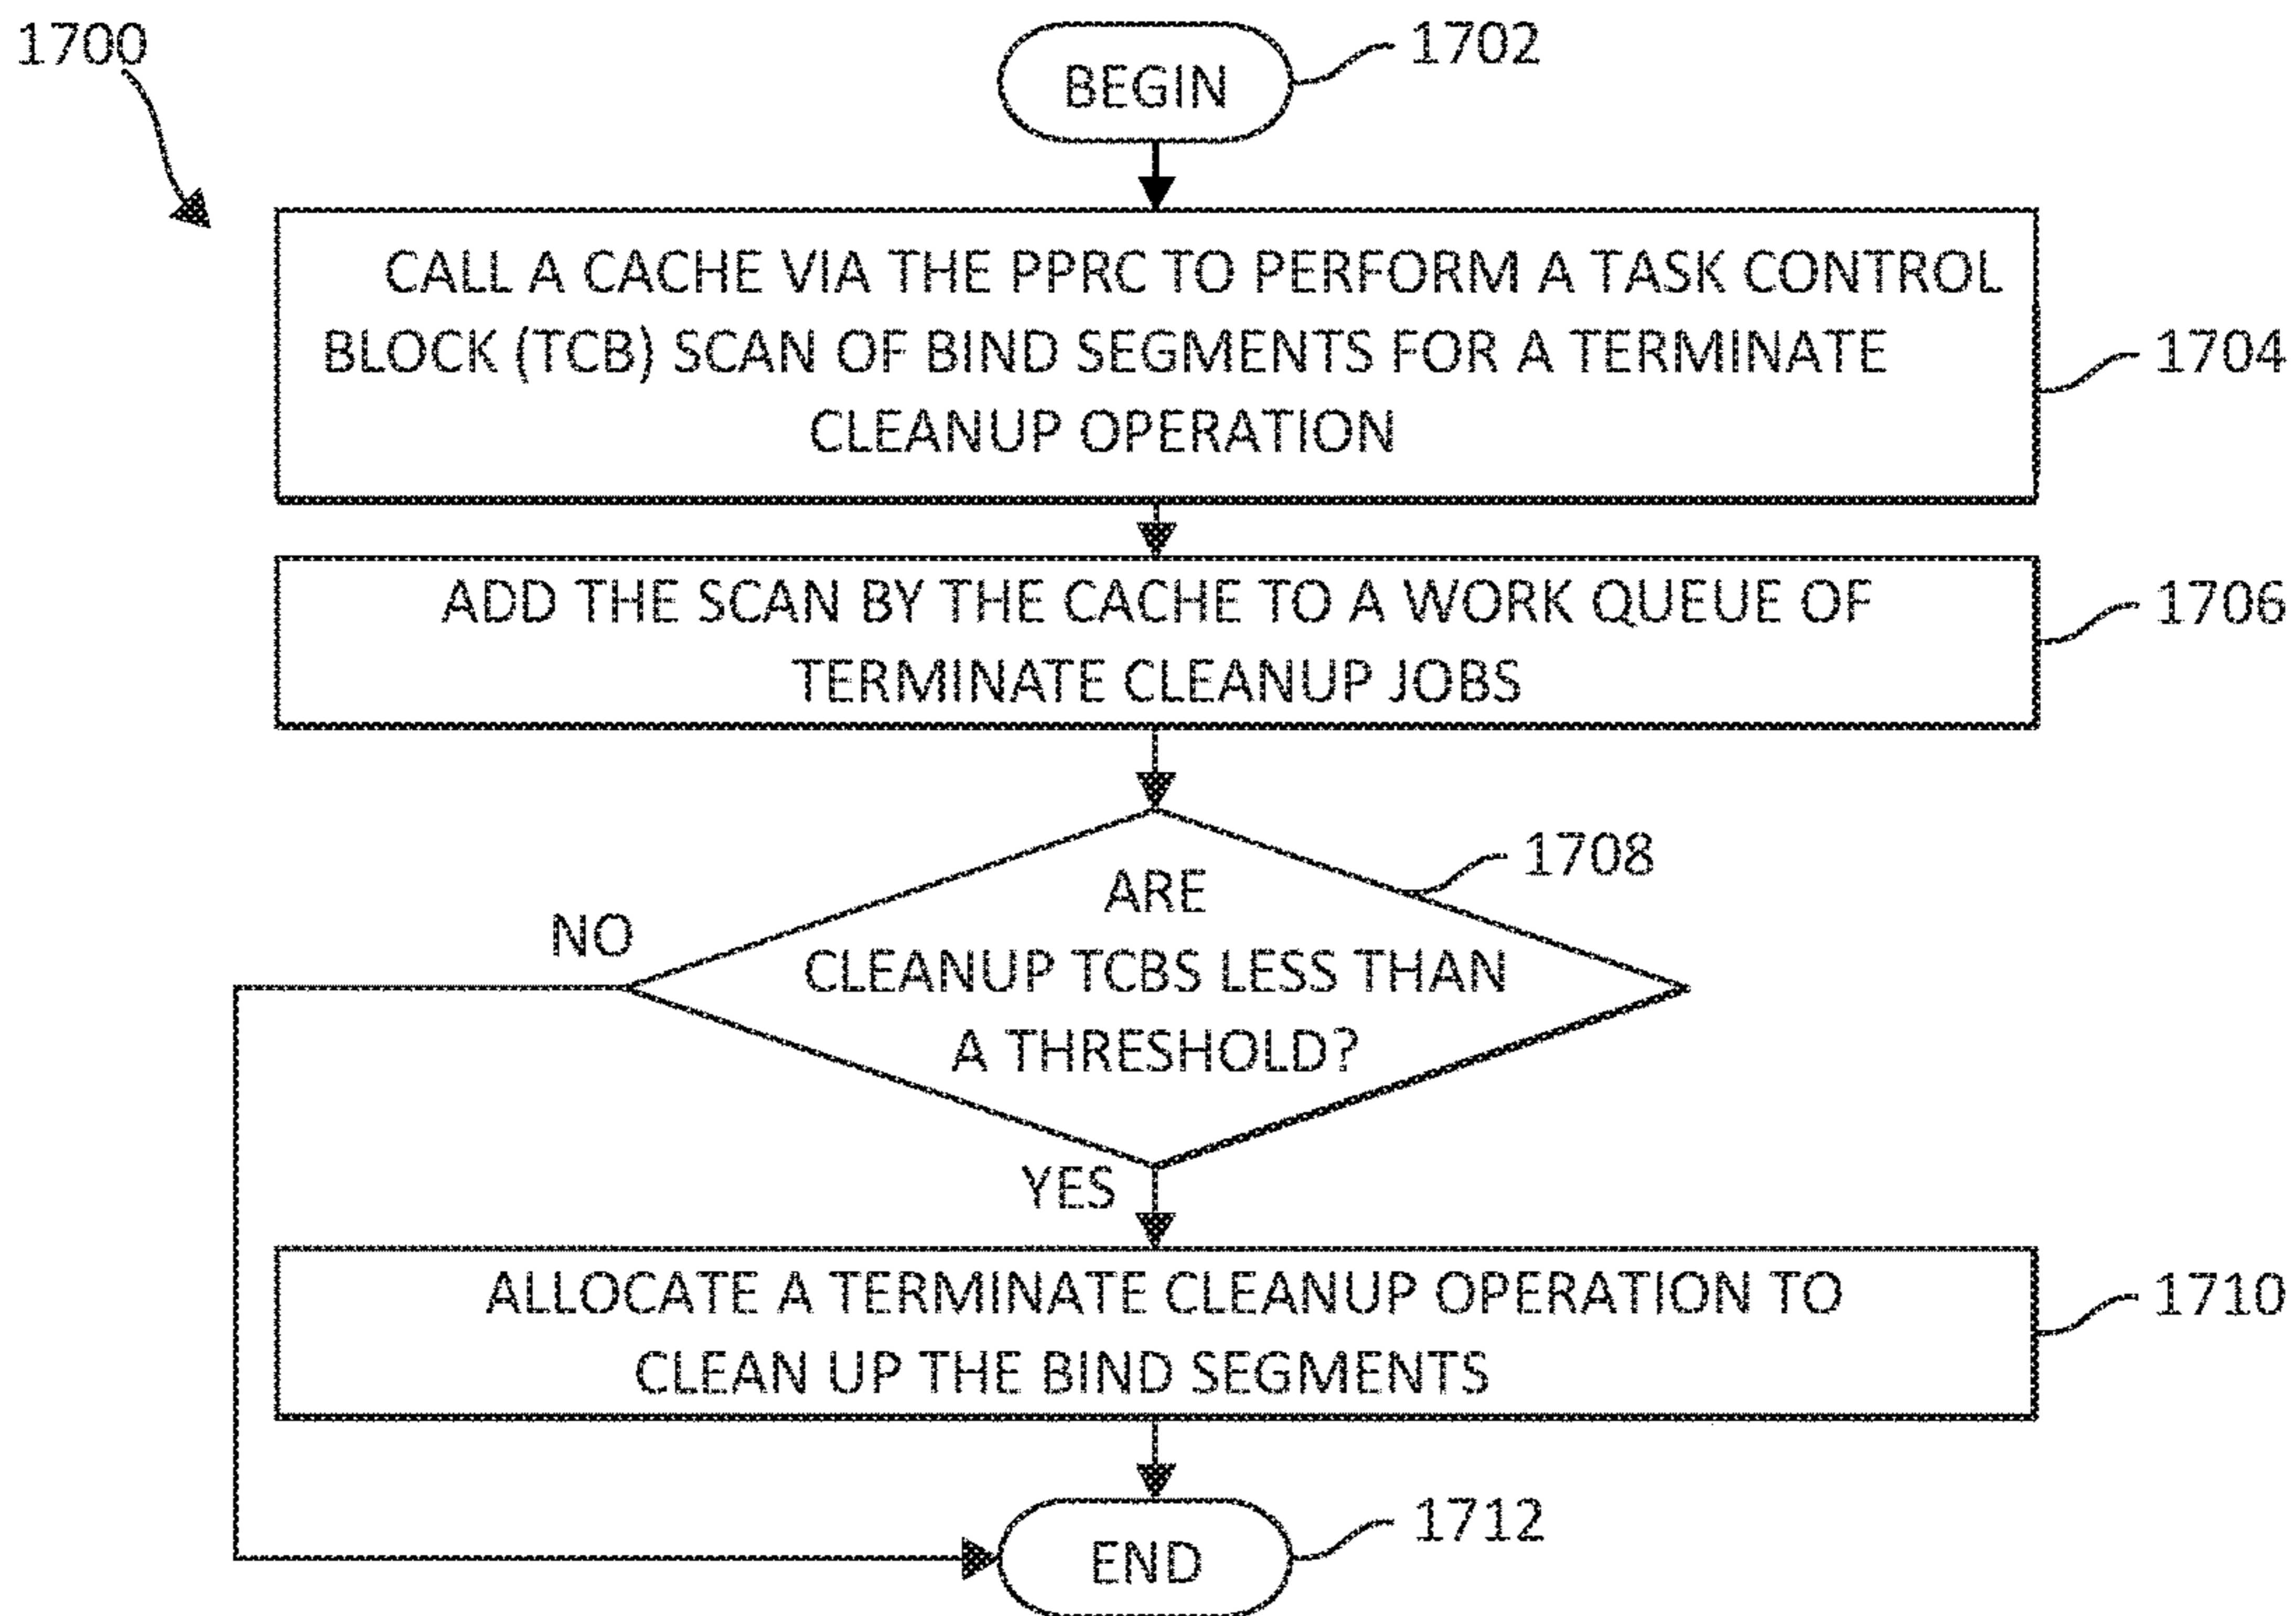 1700
BEGIN
1702
CALL A CACHE VIA THE PPRC TO PERFORM A TASK CONTROL
BLOCK (TCB) SCAN OF BIND SEGMENTS FOR A TERMINATE
CLEANUP OPERATION
1704
ADD THE SCAN BY THE CACHE TO A WORK QUEUE OF
TERMINATE CLEANUP JOBS
1706
ARE
CLEANUP TCBS LESS THAN
A THRESHOLD?
1708
NO
YES
ALLOCATE A TERMINATE CLEANUP OPERATION TO
CLEAN UP THE BIND SEGMENTS
1710
END
1712